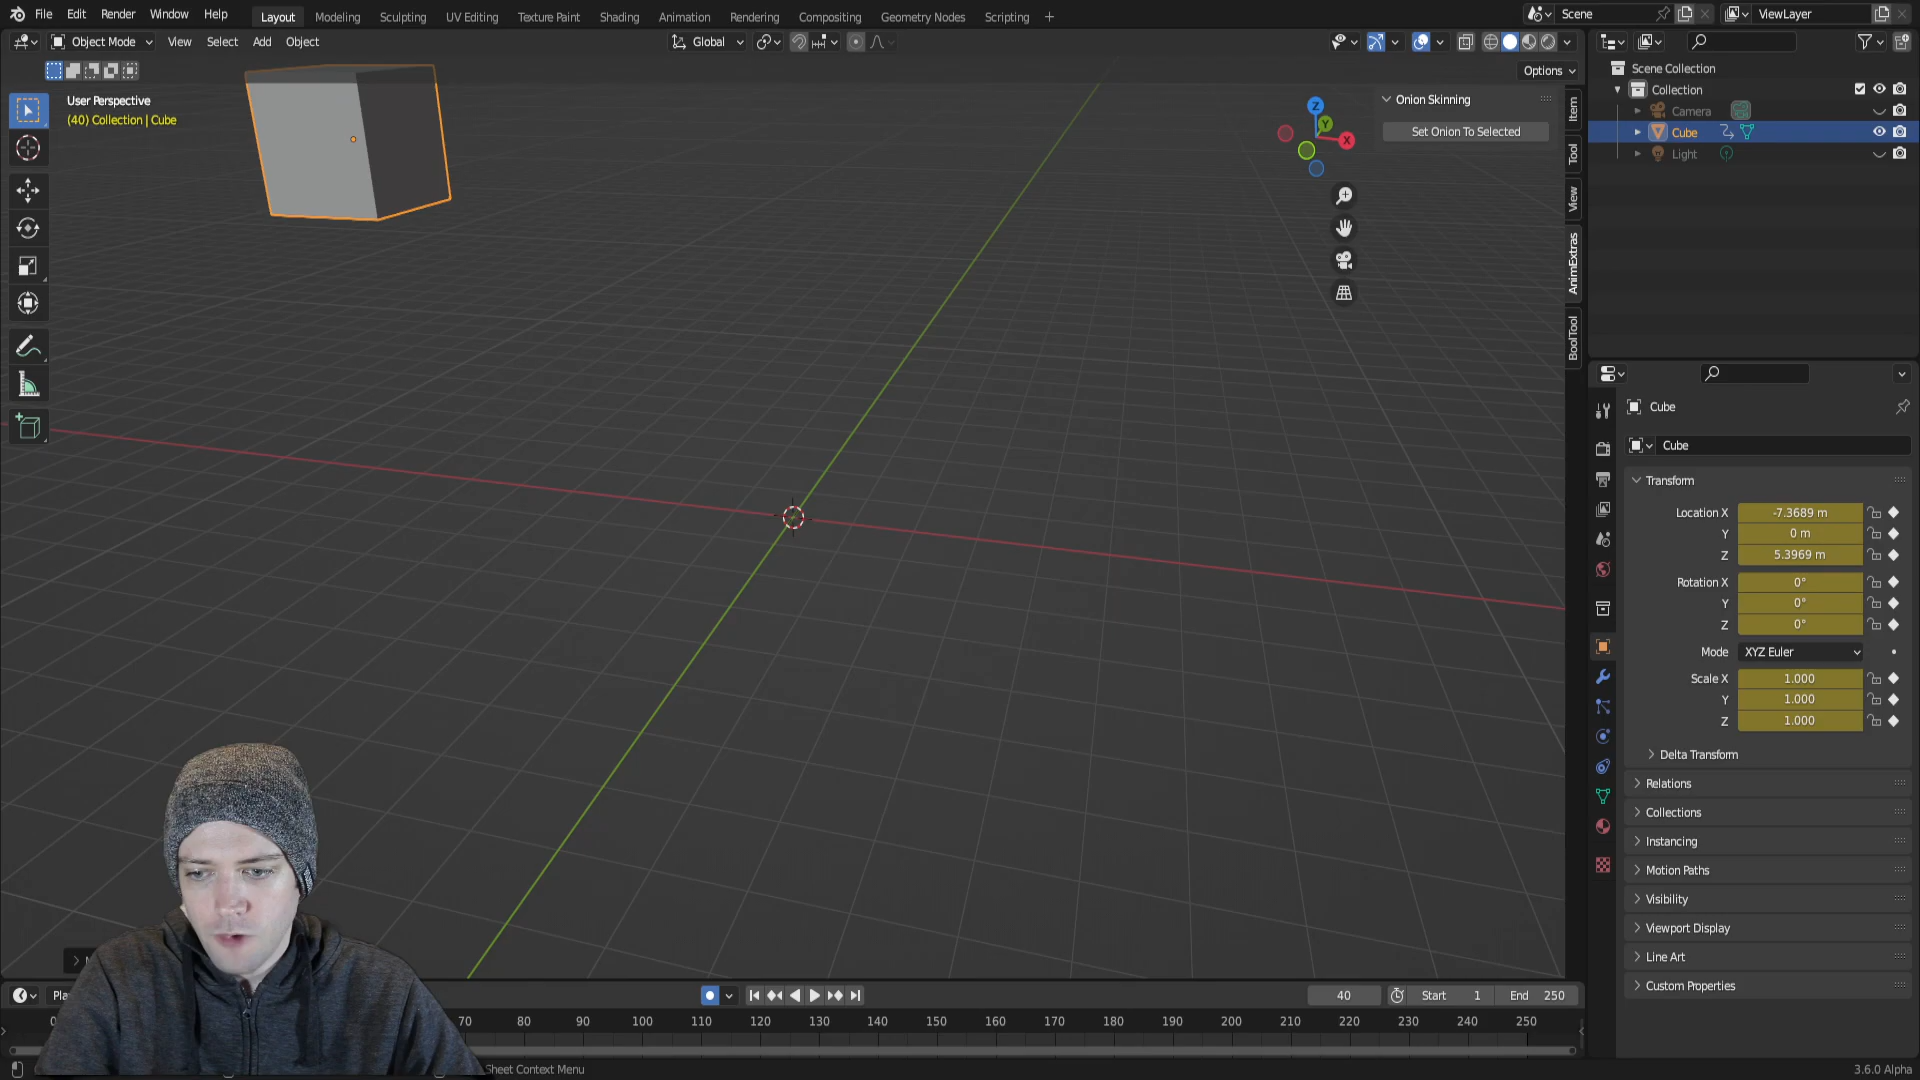 File Edit Render Window Help Layout Modeling Sculpting UV Editing Texture Paint Shading Animation Rendering Compositing Geometry Nodes Scripting + Scene ViewLayer
Object Mode View Select Add Object Global
Options
User Perspective
(40) Collection | Cube
Onion Skinning
Set Onion To Selected
Z
Y
X
Item
Tool
View
AnimExtras
BoolTool
Scene Collection
Collection
Camera
Cube
Light
Cube
Cube
Transform
Location X -7.3689 m
Y 0 m
Z 5.3969 m
Rotation X 0°
Y 0°
Z 0°
Mode XYZ Euler
Scale X 1.000
Y 1.000
Z 1.000
Delta Transform
Relations
Collections
Instancing
Motion Paths
Visibility
Viewport Display
Line Art
Custom Properties
40 Start 1 End 250
70 80 90 100 110 120 130 140 150 160 170 180 190 200 210 220 230 240 250
Sheet Context Menu
3.6.0 Alpha